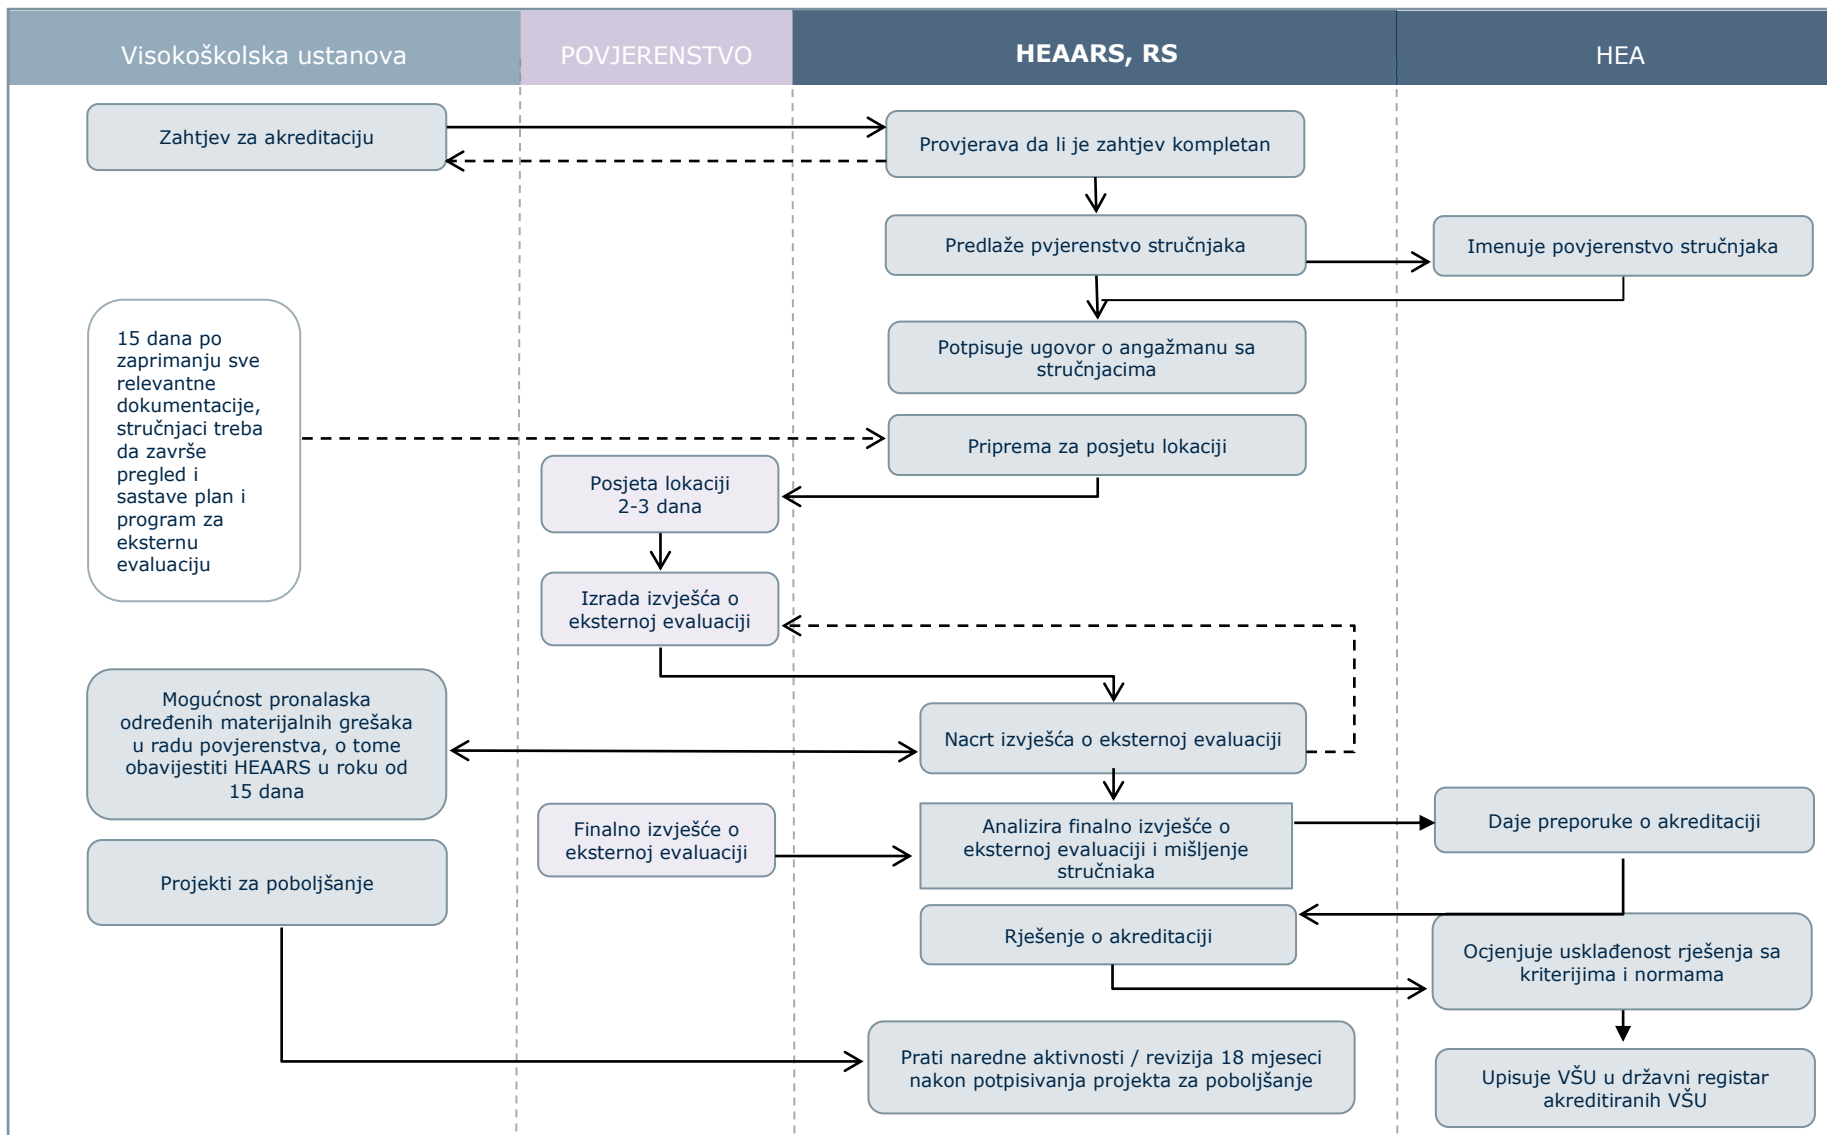 Visokoškolska ustanova
POVJERENSTVO
HEAARS, RS
HEA
Zahtjev za akreditaciju
Provjerava da li je zahtjev kompletan
Predlaže pvjerenstvo stručnjaka
Imenuje povjerenstvo stručnjaka
15 dana po
zaprimanju sve
relevantne
dokumentacije,
stručnjaci treba
da završe
pregled i
sastave plan i
program za
eksternu
evaluaciju
Potpisuje ugovor o angažmanu sa
stručnjacima
Priprema za posjetu lokaciji
Posjeta lokaciji
2-3 dana
Izrada izvješća o
eksternoj evaluaciji
Mogućnost pronalaska
određenih materijalnih grešaka
u radu povjerenstva, o tome
obavijestiti HEAARS u roku od
15 dana
Nacrt izvješća o eksternoj evaluaciji
Finalno izvješće o
eksternoj evaluaciji
Analizira finalno izvješće o
eksternoj evaluaciji i mišljenje
stručniaka
Daje preporuke o akreditaciji
Projekti za poboljšanje
Rješenje o akreditaciji
Ocjenjuje usklađenost rješenja sa
kriterijima i normama
Prati naredne aktivnosti / revizija 18 mjeseci
nakon potpisivanja projekta za poboljšanje
Upisuje VŠU u državni registar
akreditiranih VŠU